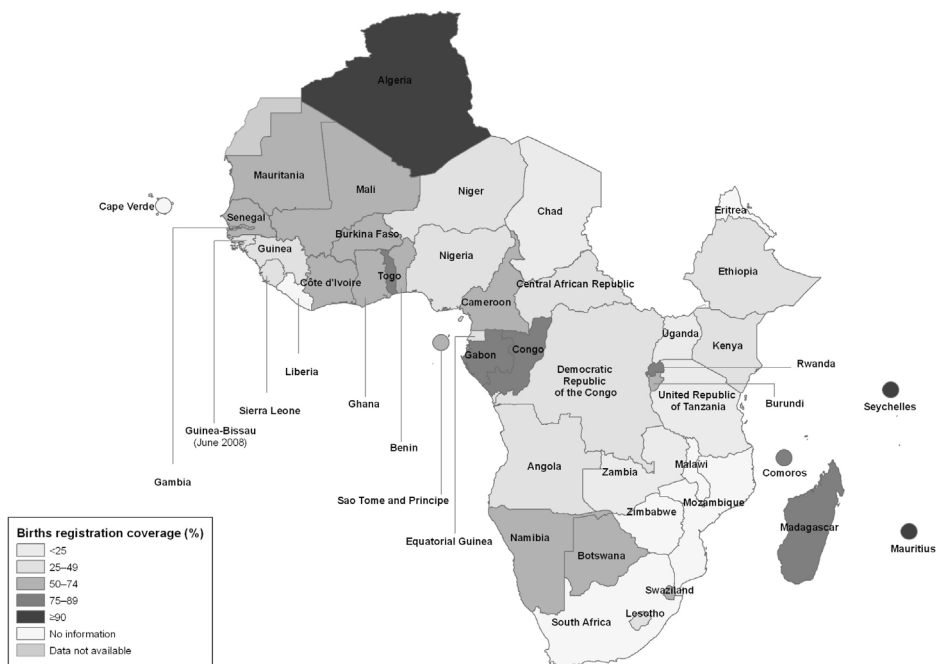 Algeria
Mauritania
Mali
Niger
Chad
Cape Verde
Eritrea
Senegal
Burkina Faso
Guinea
Nigeria
Ethiopia
Togo
Côte d'Ivoire
Central African Republic
Cameroon
Uganda
Kenya
Gabon
Congo
Rwanda
Democratic
Republic
of the Congo
Liberia
United Republic
of Tanzania
Burundi
Seychelles
Ghana
Sierra Leone
Guinea-Bissau
(June 2008)
Benin
Angola
Malawi
Zambia
Comoros
Gambia
Sao Tome and Principe
Mozambique
Zimbabwe
Madagascar
Equatorial Guinea
Namibia
Botswana
Mauritius
Swaziland
Lesotho
South Africa
Births registration coverage (%)
<25
25–49
50–74
75–89
≥90
No information
Data not available